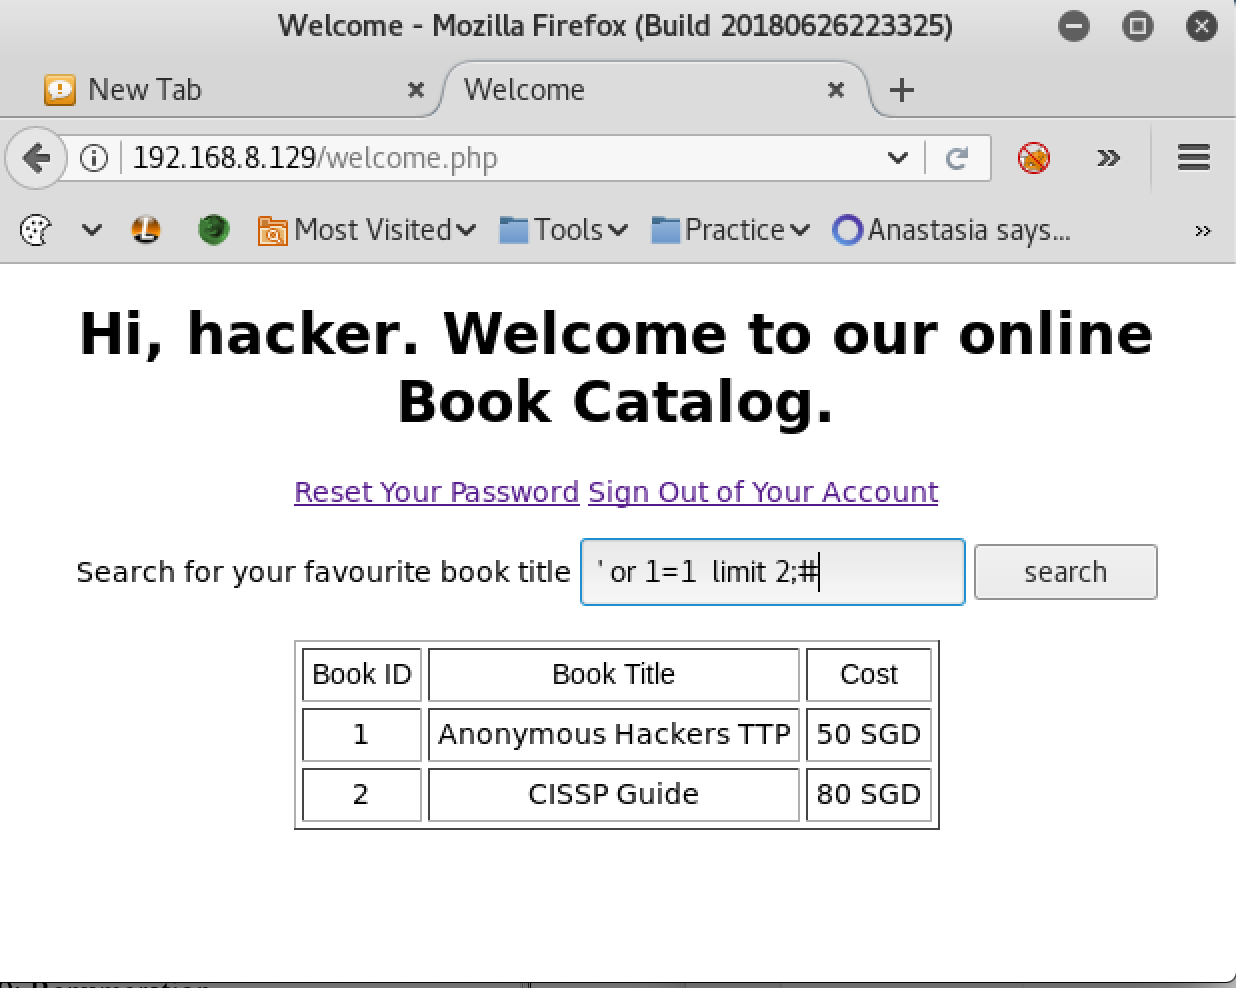 Welcome - Mozilla Firefox (Build 20180626223325)
New Tab
Welcome
192.168.8.129/welcome.php
Most Visited
Tools
Practice
Anastasia says...
Hi, hacker. Welcome to our online
Book Catalog.
Reset Your Password Sign Out of Your Account
Search for your favourite book title ' or 1=1  limit 2;# search
Book ID Book Title Cost
1 Anonymous Hackers TTP 50 SGD
2 CISSP Guide 80 SGD